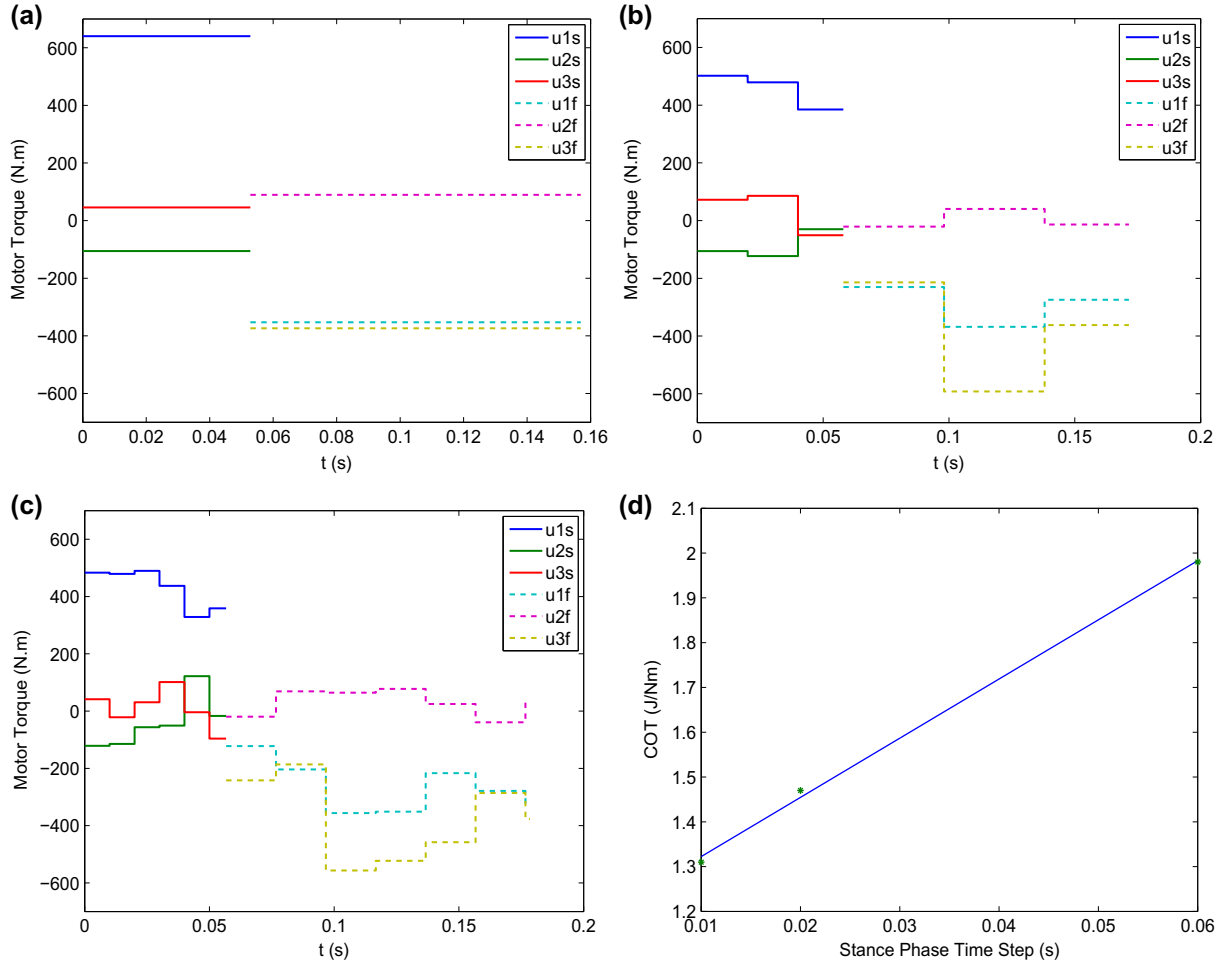 (a)
600
400
200
0
−200
−400
−600
Motor Torque (N.m)
0
0.02
0.04
0.06
0.08
0.1
0.12
0.14
0.16
t (s)
u1s
u2s
u3s
u1f
u2f
u3f
(b)
600
400
200
0
−200
−400
−600
Motor Torque (N.m)
0
0.05
0.1
0.15
0.2
t (s)
u1s
u2s
u3s
u1f
u2f
u3f
(c)
600
400
200
0
−200
−400
−600
Motor Torque (N.m)
0
0.05
0.1
0.15
0.2
t (s)
u1s
u2s
u3s
u1f
u2f
u3f
(d)
2.1
2
1.9
1.8
1.7
1.6
1.5
1.4
1.3
1.2
COT (J/Nm)
0.01
0.02
0.03
0.04
0.05
0.06
Stance Phase Time Step (s)